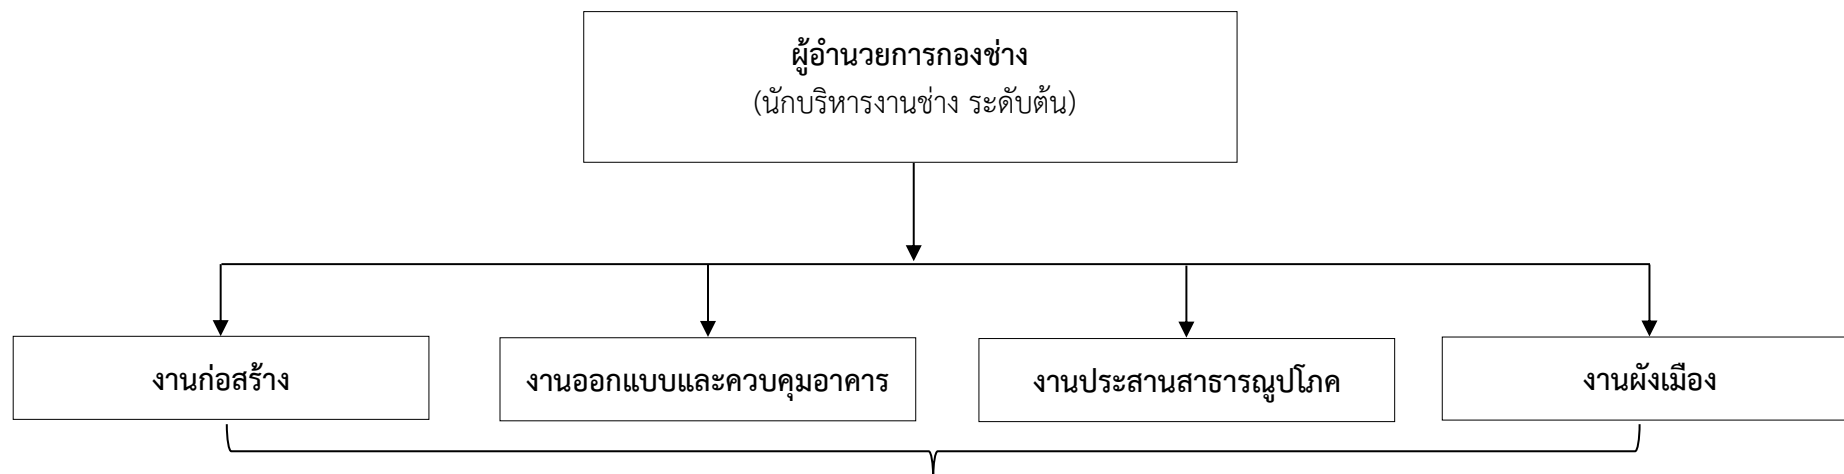 ผู้อำนวยการกองช่าง
(นักบริหารงานช่าง ระดับต้น)
งานก่อสร้าง
งานออกแบบและควบคุมอาคาร
งานประสานสาธารณูปโภค
งานผังเมือง